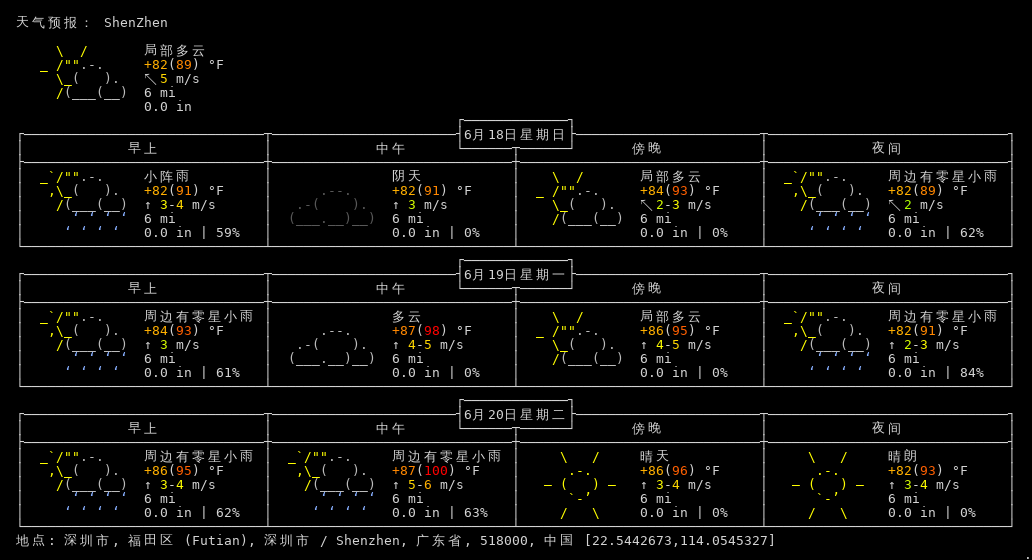 天气预报： ShenZhen
局部多云
+82(89) °F
↖5 m/s
6 mi
0.0 in
6月18日星期日
早上 中午 傍晚 夜间
小阵雨 阴天 局部多云 周边有零星小雨
+82(91) °F +82(91) °F +84(93) °F +82(89) °F
↑ 3-4 m/s ↑ 3 m/s ↖2-3 m/s ↖2 m/s
6 mi 6 mi 6 mi 6 mi
0.0 in | 59% 0.0 in | 0% 0.0 in | 0% 0.0 in | 62%
6月19日星期一
早上 中午 傍晚 夜间
周边有零星小雨 多云 局部多云 周边有零星小雨
+84(93) °F +87(98) °F +86(95) °F +82(91) °F
↑ 3 m/s ↑ 4-5 m/s ↑ 4-5 m/s ↑ 2-3 m/s
6 mi 6 mi 6 mi 6 mi
0.0 in | 61% 0.0 in | 0% 0.0 in | 0% 0.0 in | 84%
6月20日星期二
早上 中午 傍晚 夜间
周边有零星小雨 周边有零星小雨 晴天 晴朗
+86(95) °F +87(100) °F +86(96) °F +82(93) °F
↑ 3-4 m/s ↑ 5-6 m/s ↑ 3-4 m/s ↑ 3-4 m/s
6 mi 6 mi 6 mi 6 mi
0.0 in | 62% 0.0 in | 63% 0.0 in | 0% 0.0 in | 0%
地点: 深圳市, 福田区 (Futian), 深圳市 / Shenzhen, 广东省, 518000, 中国 [22.5442673,114.0545327]